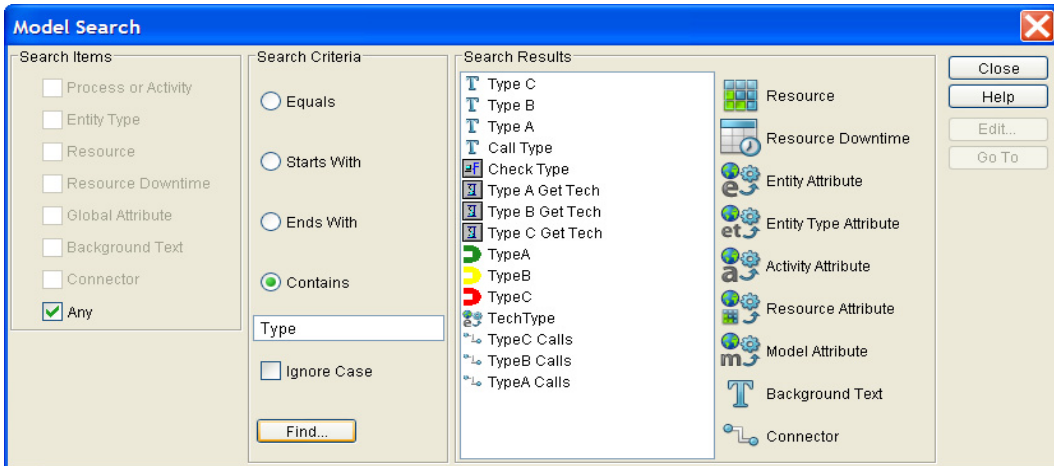 Model Search
Search Items
Process or Activity
Entity Type
Resource
Resource Downtime
Global Attribute
Background Text
Connector
Any
Search Criteria
Equals
Starts With
Ends With
Contains
Type
Ignore Case
Find...
Search Results
Type C
Type B
Type A
Call Type
Check Type
Type A Get Tech
Type B Get Tech
Type C Get Tech
TypeA
TypeB
TypeC
TechType
TypeC Calls
TypeB Calls
TypeA Calls
Resource
Resource Downtime
Entity Attribute
Entity Type Attribute
Activity Attribute
Resource Attribute
Model Attribute
Background Text
Connector
Close
Help
Edit...
Go To